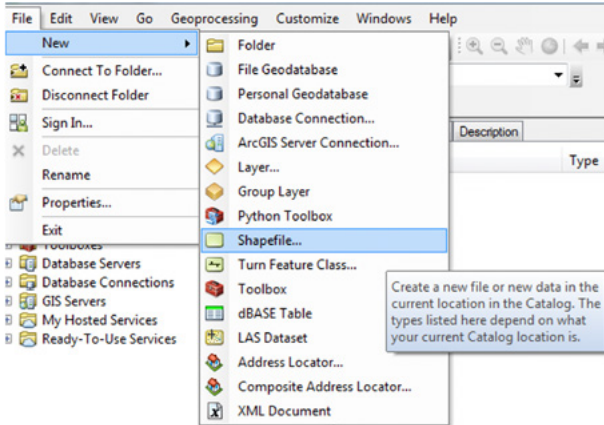 File Edit View Go Geoprocessing Customize Windows Help
New
Connect To Folder...
Disconnect Folder
Sign In...
Delete
Rename
Properties...
Exit
Toolboxes
Database Servers
Database Connections
GIS Servers
My Hosted Services
Ready-To-Use Services
Folder
File Geodatabase
Personal Geodatabase
Database Connection...
ArcGIS Server Connection...
Layer...
Group Layer
Python Toolbox
Shapefile...
Turn Feature Class...
Toolbox
dBASE Table
LAS Dataset
Address Locator...
Composite Address Locator...
XML Document
Description
Type
Create a new file or new data in the
current location in the Catalog. The
types listed here depend on what
your current Catalog location is.